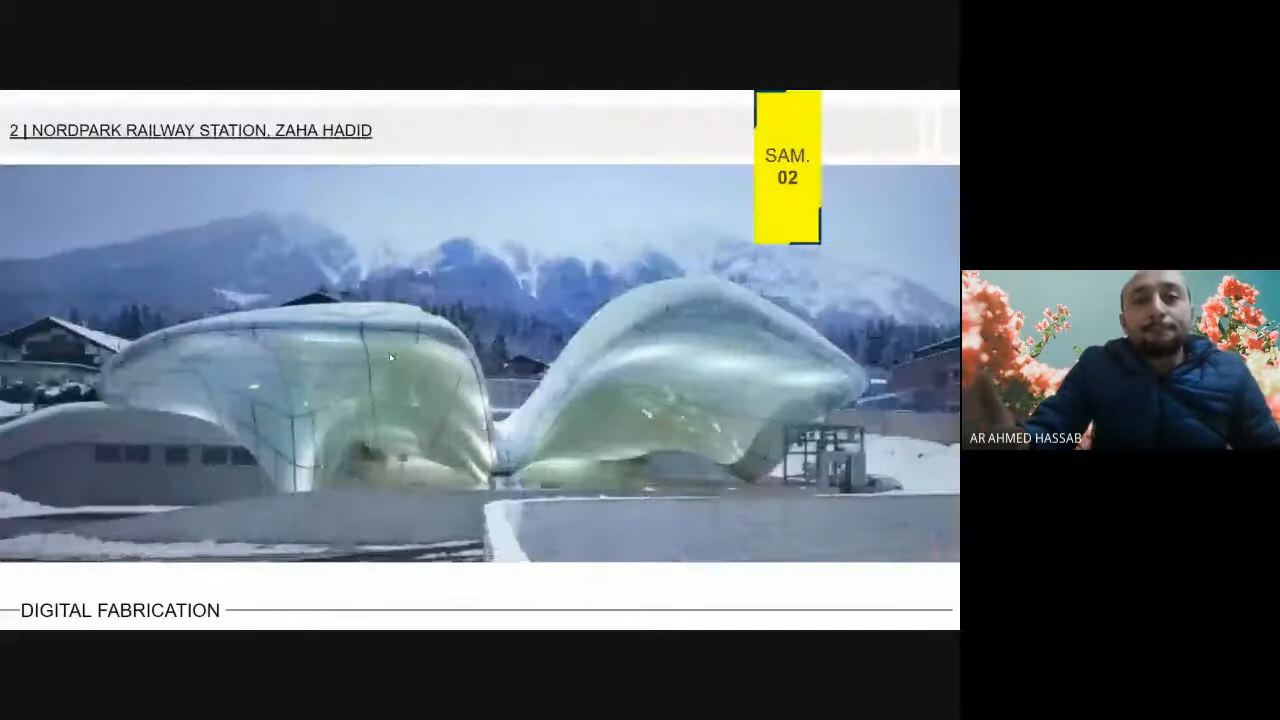 2 | NORDPARK RAILWAY STATION, ZAHA HADID
SAM.
02
AR AHMED HASSAB
DIGITAL FABRICATION